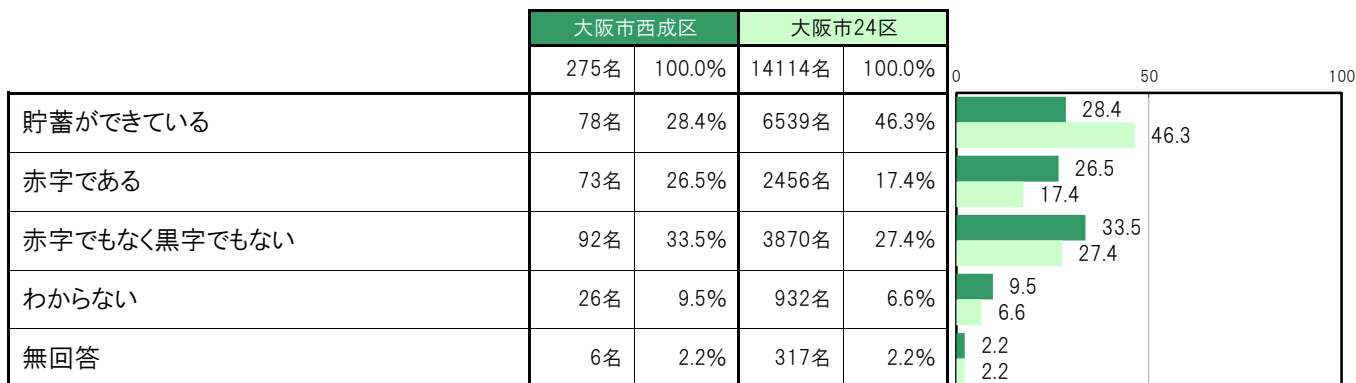 大阪市西成区 大阪市24区
275名 100.0% 14114名 100.0% 0 50 100
貯蓄ができている 78名 28.4% 6539名 46.3% 28.4
46.3
赤字である 73名 26.5% 2456名 17.4% 26.5
17.4
赤字でもなく黒字でもない 92名 33.5% 3870名 27.4% 33.5
27.4
わからない 26名 9.5% 932名 6.6% 9.5
6.6
無回答 6名 2.2% 317名 2.2% 2.2
2.2